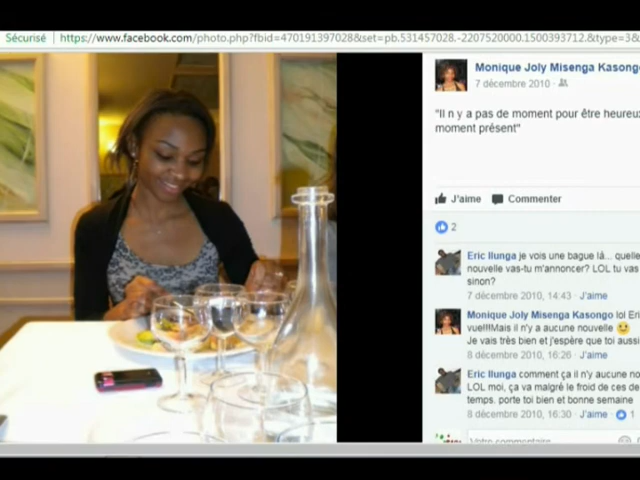 Sécurisé https://www.facebook.com/photo.php?fbid=470191397028&set=pb.531457028.-2207520000.1500393712.&type=3&
Monique Joly Misenga Kasongo
7 décembre 2010 ·
"Il n y a pas de moment pour être heureux
moment présent"
J'aime Commenter
2
Eric Ilunga je vois une bague là... quelle
nouvelle vas-tu m'annoncer? LOL tu vas
sinon?
7 décembre 2010, 14:43 · J'aime
Monique Joly Misenga Kasongo lol Eri
vue!!!Mais il n'y a aucune nouvelle
Je vais très bien et j'espère que toi aussi
8 décembre 2010, 16:26 · J'aime
Eric Ilunga comment ça il n'y aucune no
LOL moi, ça va malgré le froid de ces de
temps. porte toi bien et bonne semaine
8 décembre 2010, 16:30 · J'aime · 1
Votre commentaire